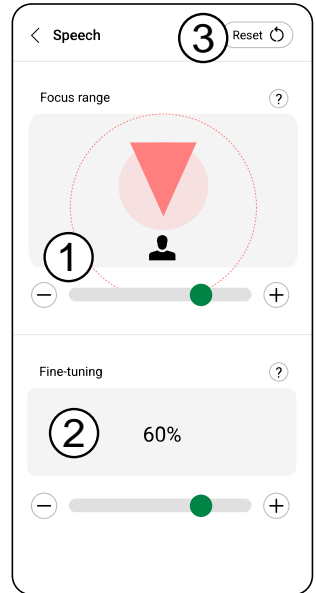 Speech
3
Reset
Focus range
?
1
Fine-tuning
?
2
60%